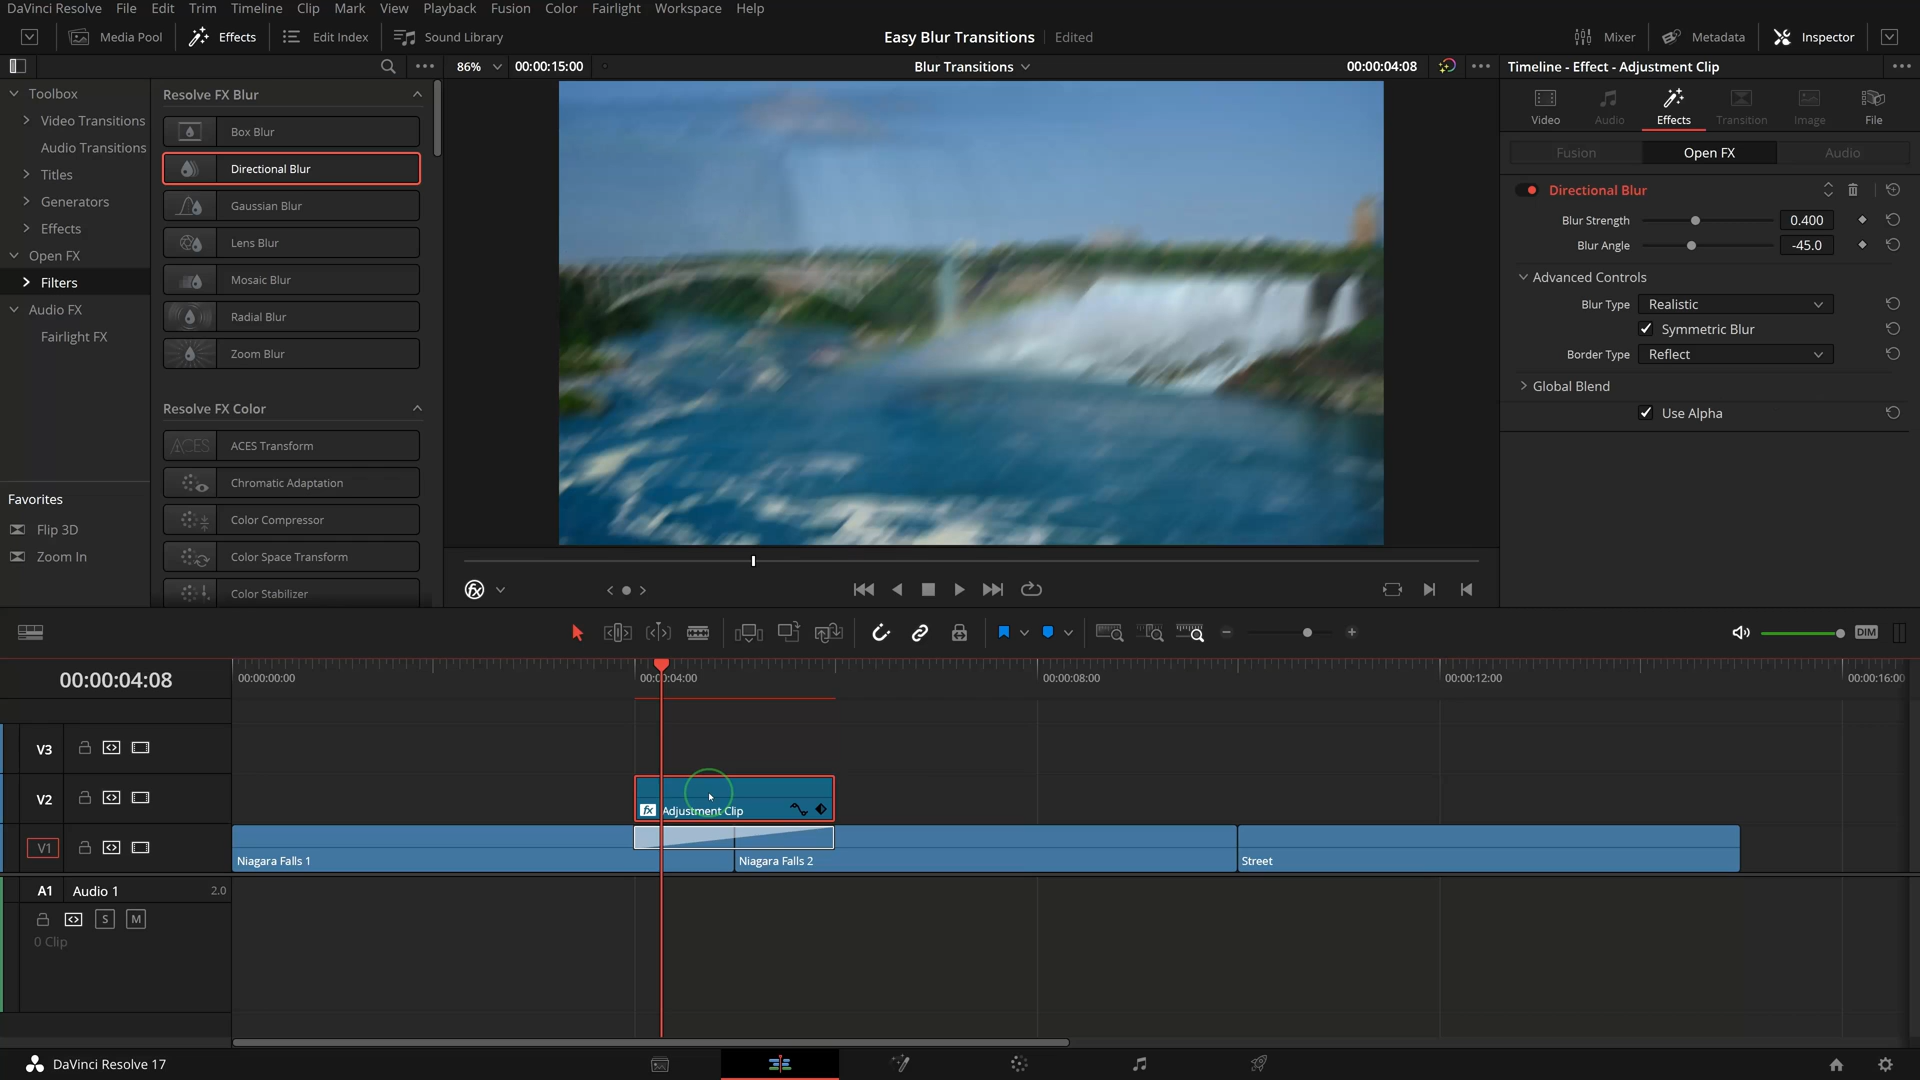 DaVinci Resolve File Edit Trim Timeline Clip Mark View Playback Fusion Color Fairlight Workspace Help
Media Pool Effects Edit Index Sound Library Easy Blur Transitions Edited Mixer Metadata Inspector
86% 00:00:15:00 Blur Transitions 00:00:04:08 Timeline - Effect - Adjustment Clip
Toolbox
Video Transitions
Audio Transitions
Titles
Generators
Effects
Open FX
Filters
Audio FX
Fairlight FX
Favorites
Flip 3D
Zoom In
Resolve FX Blur
Box Blur
Directional Blur
Gaussian Blur
Lens Blur
Mosaic Blur
Radial Blur
Zoom Blur
Resolve FX Color
ACES ACES Transform
Chromatic Adaptation
Color Compressor
Color Space Transform
Color Stabilizer
fx
Video Audio Effects Transition Image File
Fusion Open FX Audio
Directional Blur
Blur Strength 0.400
Blur Angle -45.0
Advanced Controls
Blur Type Realistic
Symmetric Blur
Border Type Reflect
Global Blend
Use Alpha
DIM
00:00:04:08 00:00:00:00 00:00:04:00 00:00:08:00 00:00:12:00 00:00:16:00
V3
V2
fx Adjustment Clip
V1
Niagara Falls 1 Niagara Falls 2 Street
A1 Audio 1 2.0
S M
0 Clip
DaVinci Resolve 17